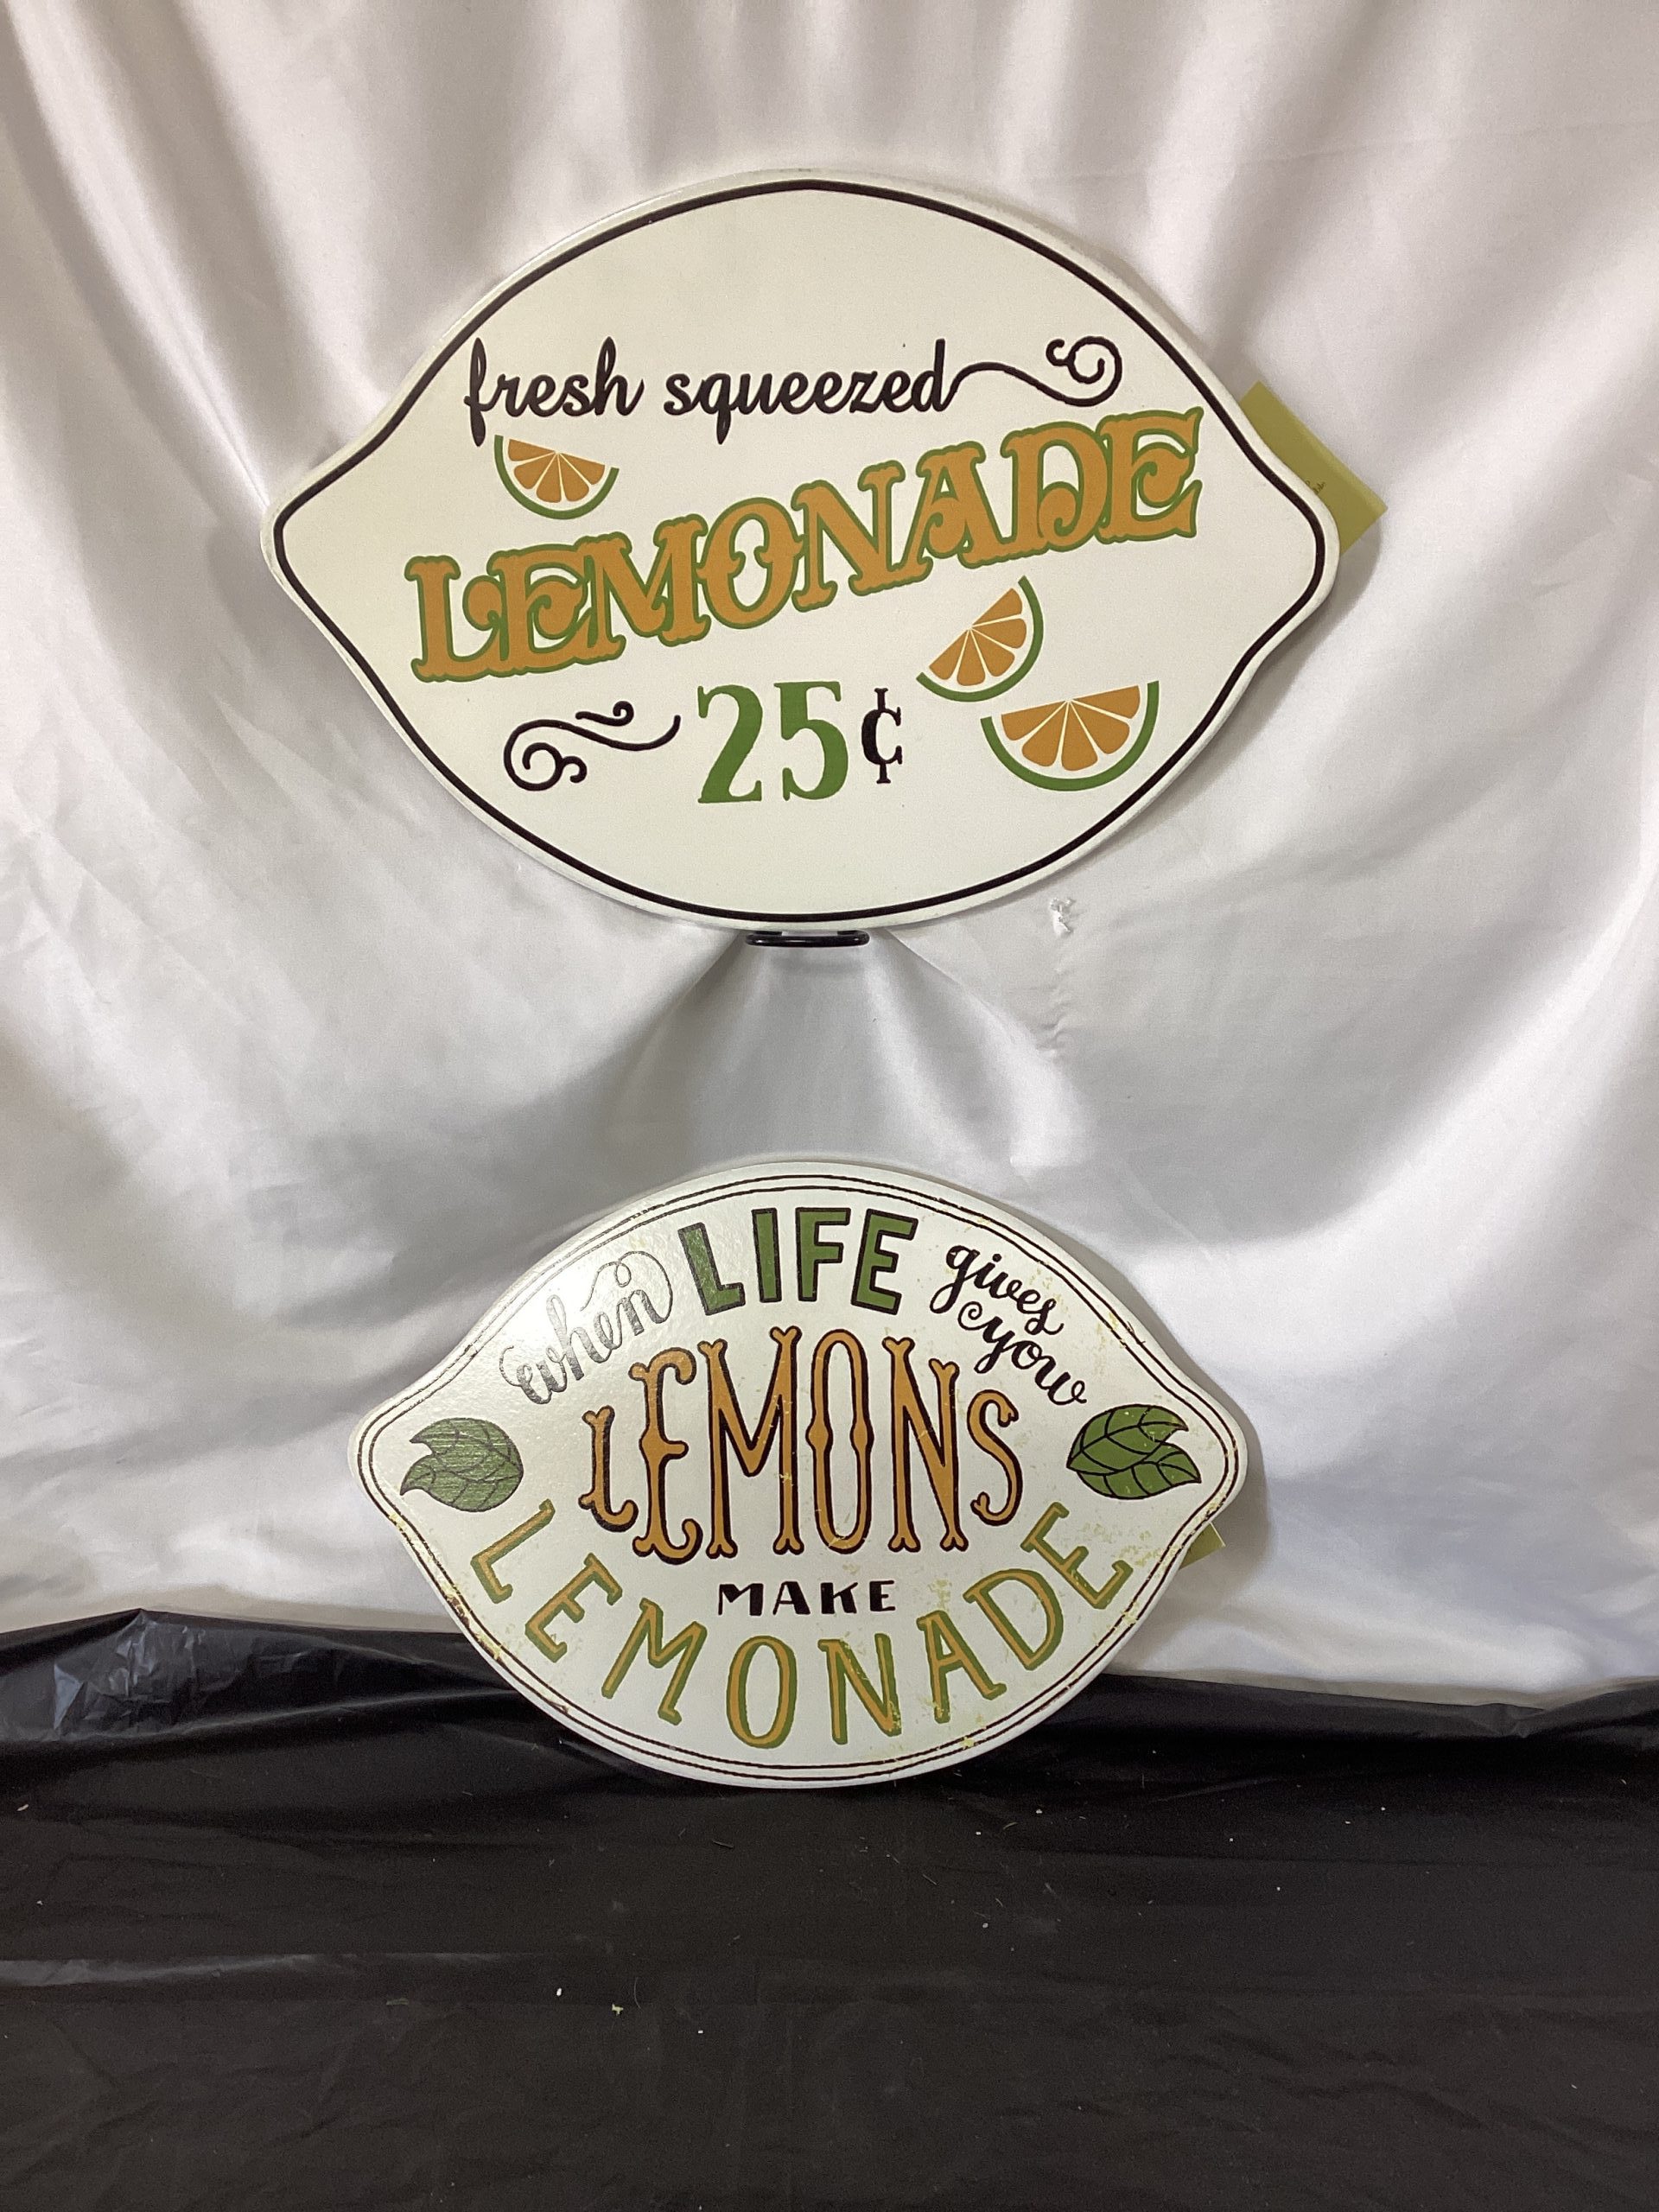 fresh squeezed
LEMONADE
25¢
when LIFE gives you
LEMONS
MAKE
LEMONADE